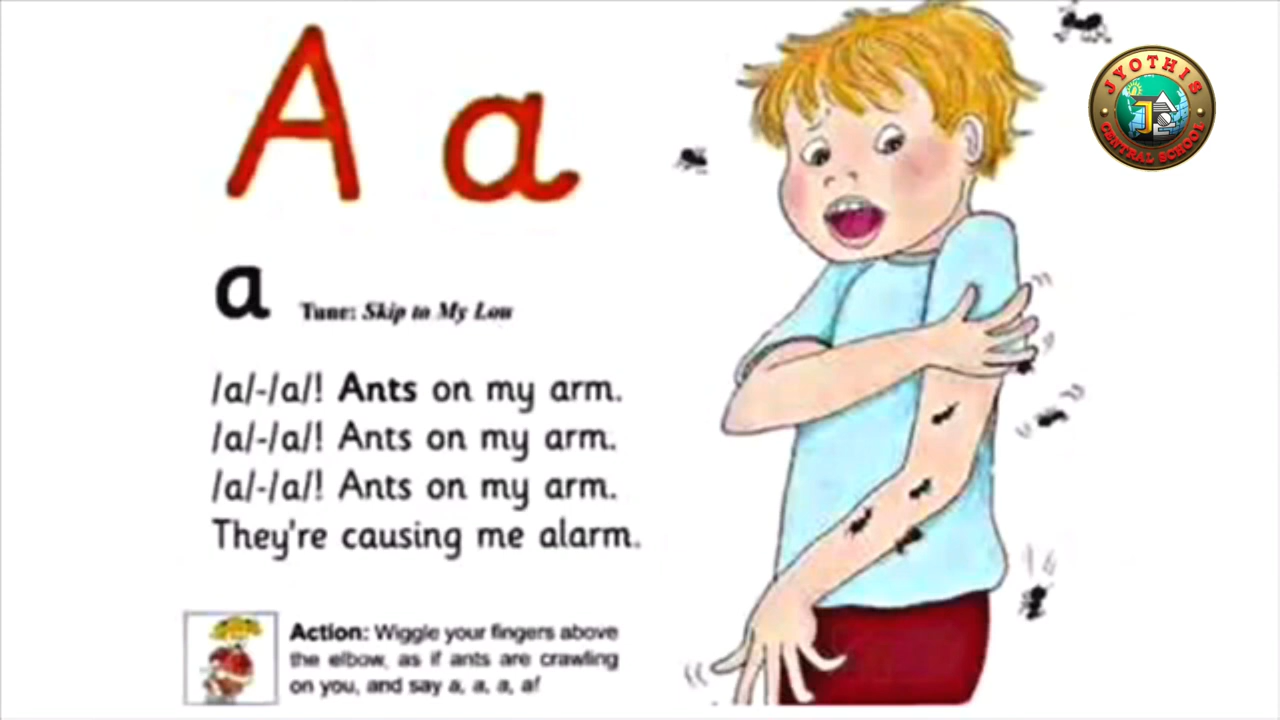 A a
a Tune: Skip to My Lou
/a/-/a/! Ants on my arm.
/a/-/a/! Ants on my arm.
/a/-/a/! Ants on my arm.
They're causing me alarm.
Action: Wiggle your fingers above
the elbow, as if ants are crawling
on you, and say a, a, a, a!
JYOTHIS
CENTRAL SCHOOL